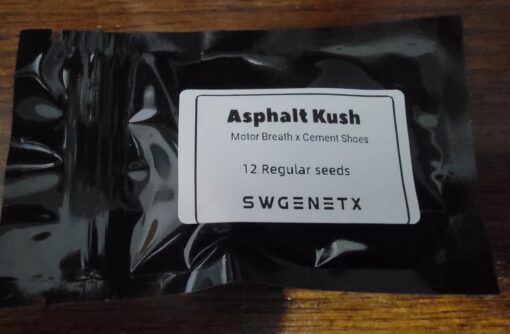 Asphalt Kush
Motor Breath x Cement Shoes
12 Regular seeds
SWGENETX